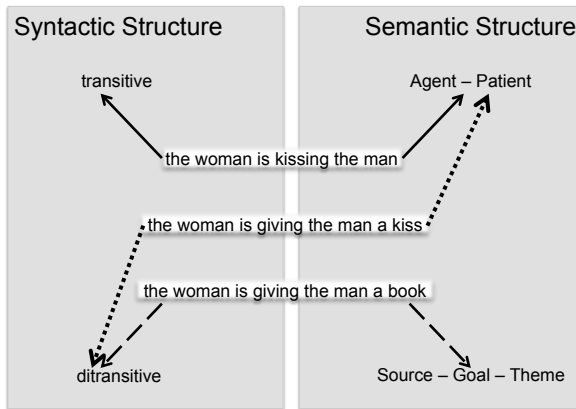 Syntactic Structure
Semantic Structure
transitive
Agent – Patient
the woman is kissing the man
the woman is giving the man a kiss
the woman is giving the man a book
ditransitive
Source – Goal – Theme